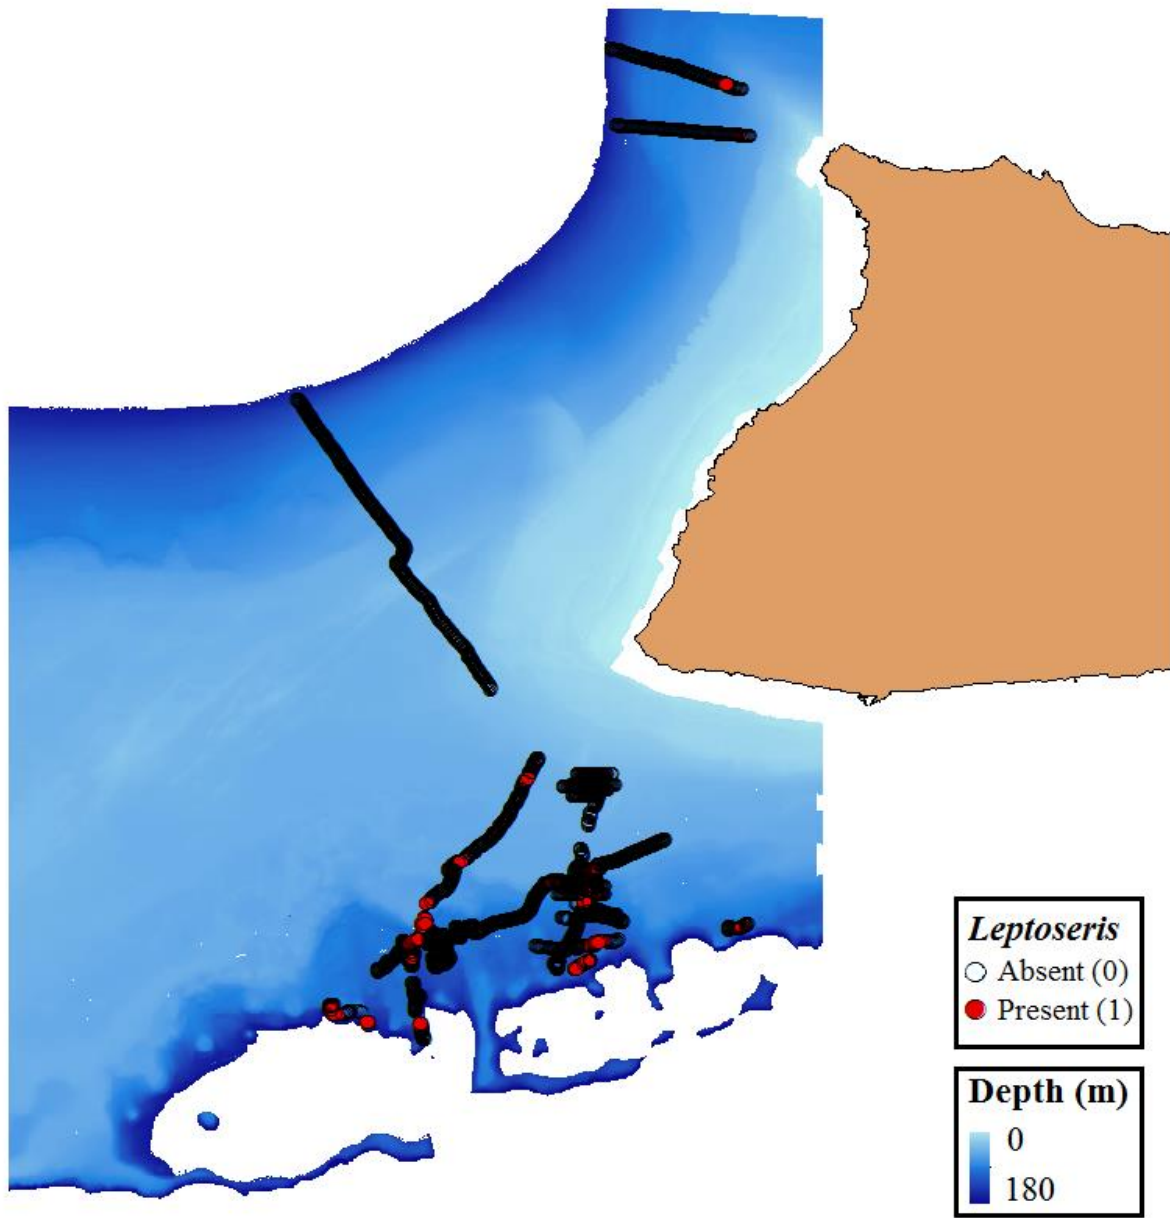 Leptoseris
Absent (0)
Present (1)
Depth (m)
0
180